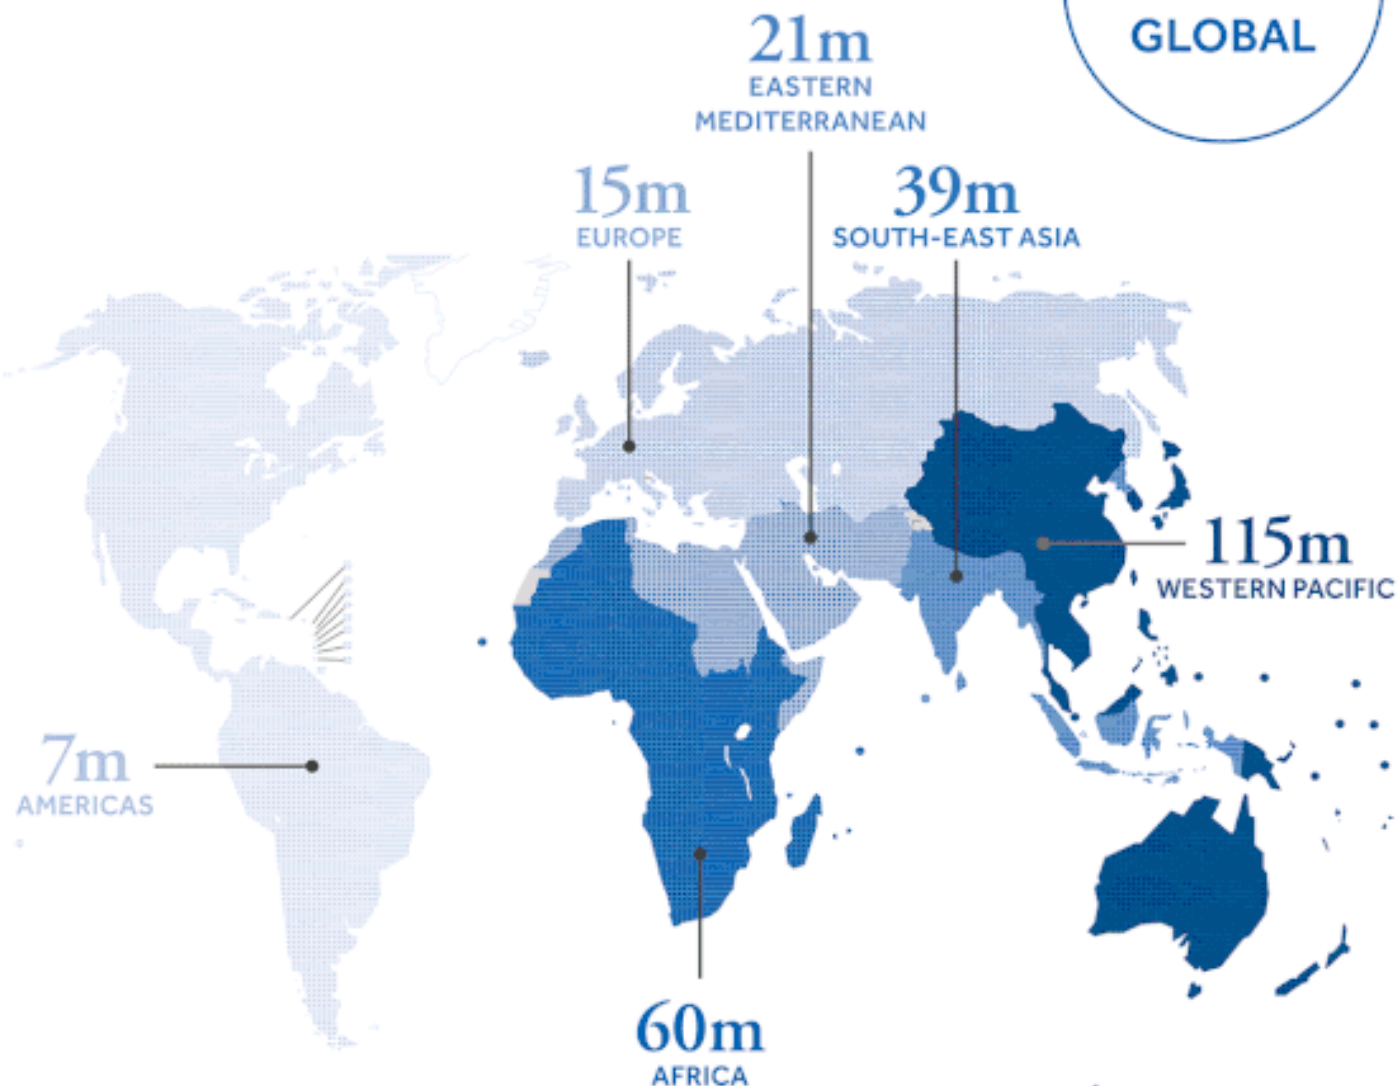 GLOBAL
21m
EASTERN
MEDITERRANEAN
15m
EUROPE
39m
SOUTH-EAST ASIA
115m
WESTERN PACIFIC
7m
AMERICAS
60m
AFRICA